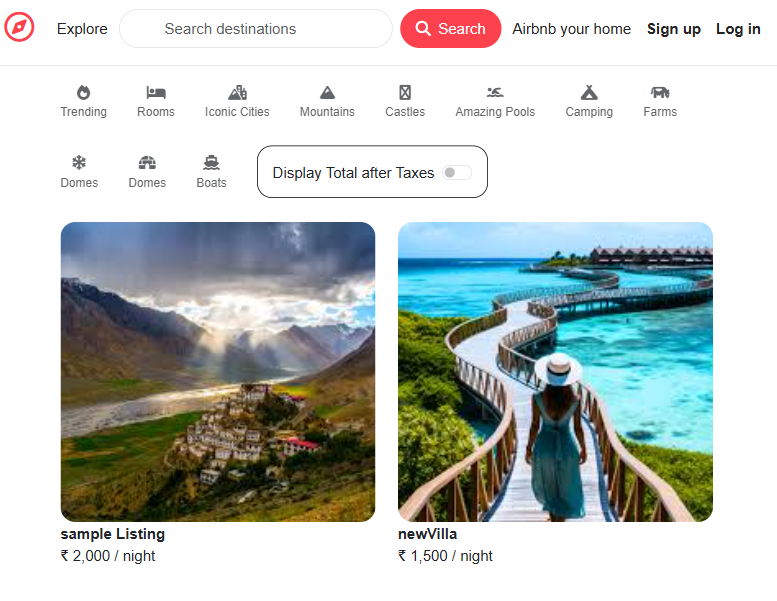 Explore Search destinations Search Airbnb your home Sign up Log in
Trending Rooms Iconic Cities Mountains Castles Amazing Pools Camping Farms
Domes Domes Boats Display Total after Taxes
sample Listing newVilla
₹ 2,000 / night ₹ 1,500 / night